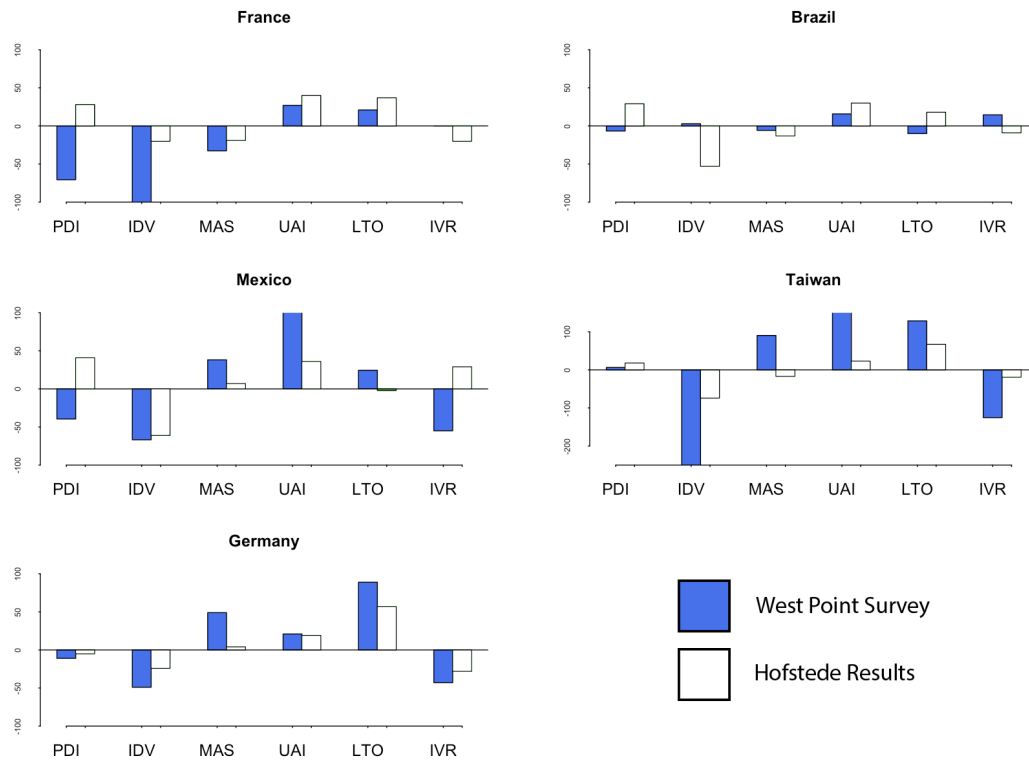 France
100
50
0
-50
-100
PDI IDV MAS UAI LTO IVR
Brazil
100
50
0
-50
-100
PDI IDV MAS UAI LTO IVR
Mexico
100
50
0
-50
-100
PDI IDV MAS UAI LTO IVR
Taiwan
100
0
-100
-200
PDI IDV MAS UAI LTO IVR
Germany
100
50
0
-50
-100
PDI IDV MAS UAI LTO IVR
West Point Survey
Hofstede Results